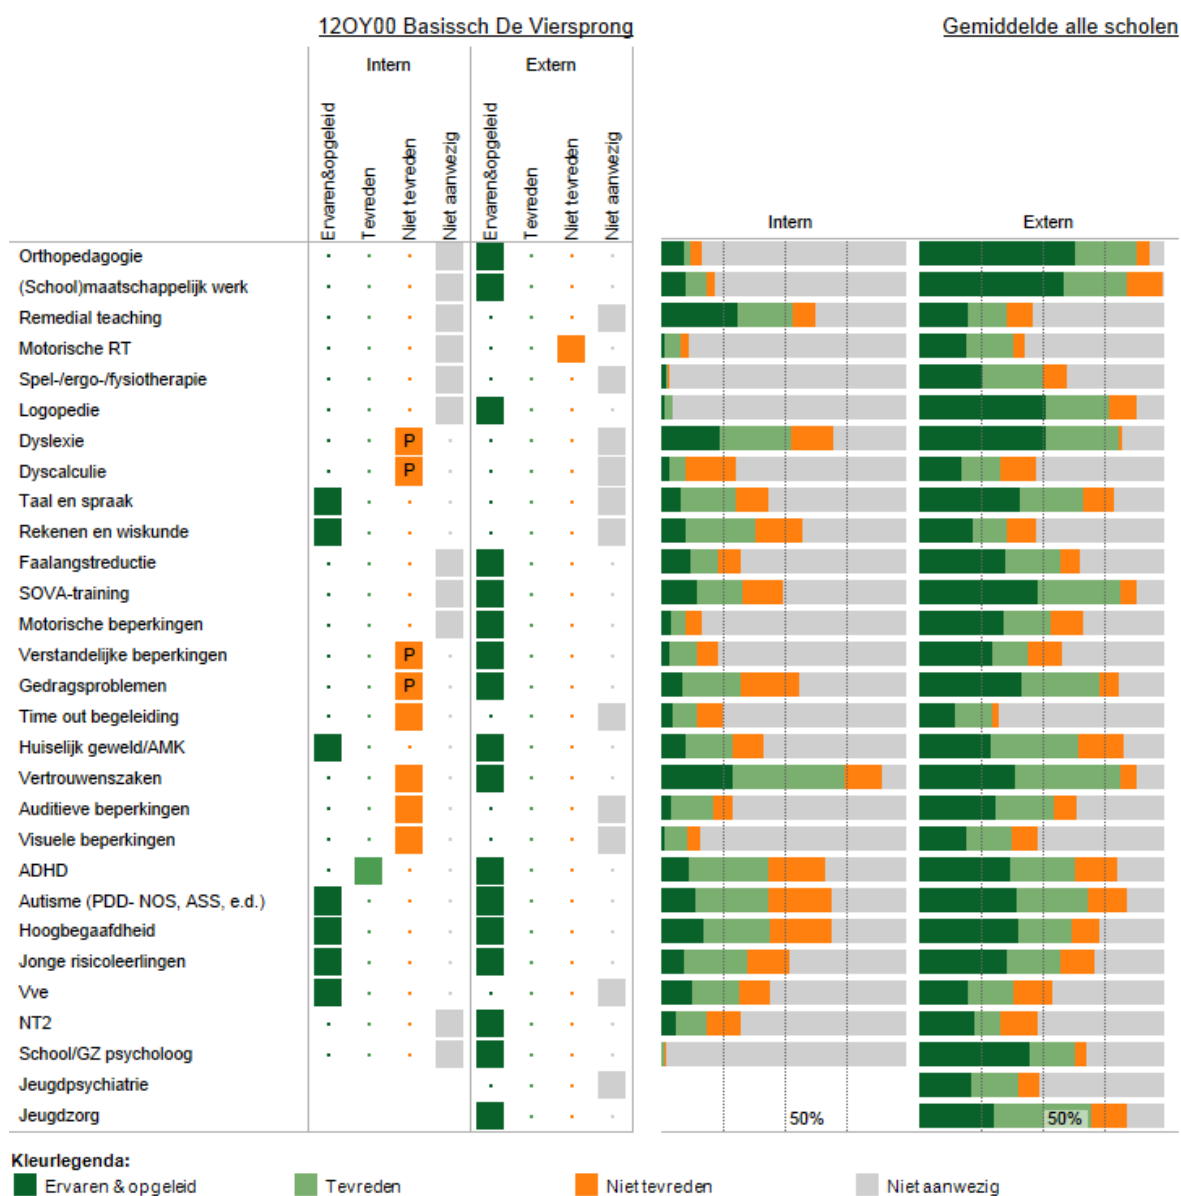 12OY00 Basissch De Viersprong
Gemiddelde alle scholen
Intern
Extern
Ervaren&opgeleid
Tevreden
Niet tevreden
Niet aanwezig
Ervaren&opgeleid
Tevreden
Niet tevreden
Niet aanwezig
Intern
Extern
Orthopedagogie
(School)maatschappelijk werk
Remedial teaching
Motorische RT
Spel-/ergo-/fysiotherapie
Logopedie
Dyslexie P
Dyscalculie P
Taal en spraak
Rekenen en wiskunde
Faalangstreductie
SOVA-training
Motorische beperkingen
Verstandelijke beperkingen P
Gedragsproblemen P
Time out begeleiding
Huiselijk geweld/AMK
Vertrouwenszaken
Auditieve beperkingen
Visuele beperkingen
ADHD
Autisme (PDD- NOS, ASS, e.d.)
Hoogbegaafdheid
Jonge risicoleerlingen
Vve
NT2
School/GZ psycholoog
Jeugdpsychiatrie
Jeugdzorg 50% 50%
Kleurlegenda:
Ervaren & opgeleid Tevreden Niet tevreden Niet aanwezig